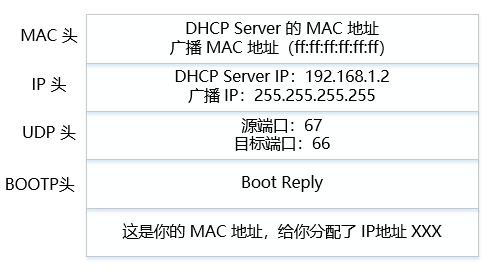 MAC 头
DHCP Server 的 MAC 地址
广播 MAC 地址（ff:ff:ff:ff:ff:ff）
IP 头
DHCP Server IP：192.168.1.2
广播 IP：255.255.255.255
UDP 头
源端口：67
目标端口：66
BOOTP头
Boot Reply
这是你的 MAC 地址，给你分配了 IP地址 XXX